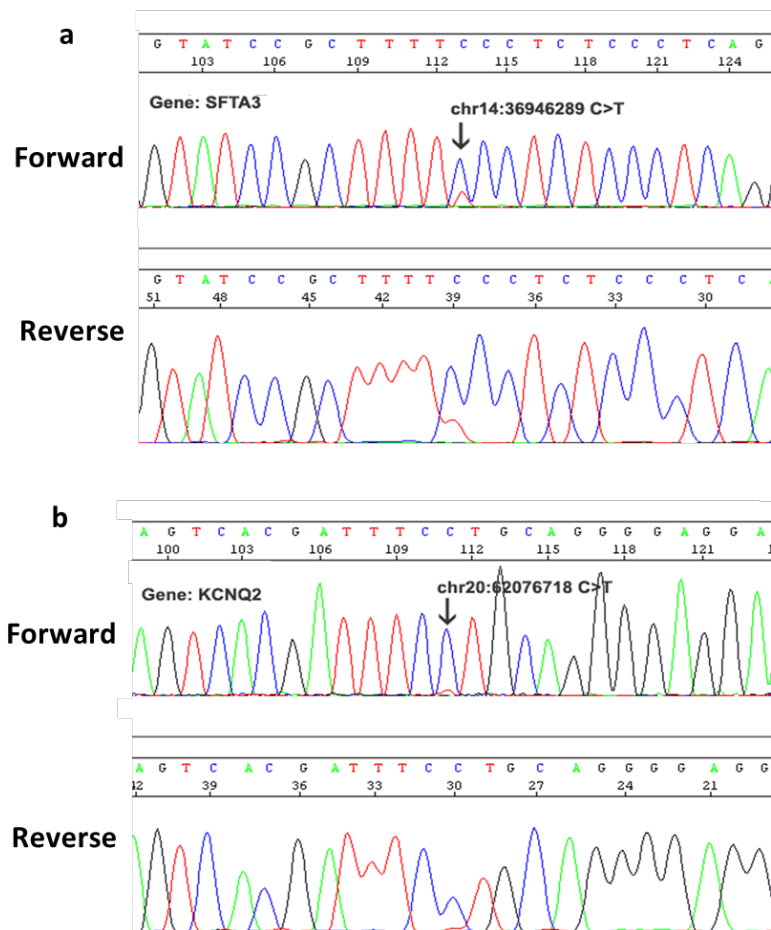 a
G T A T C C G C T T T T C C C T C T C C C T C A G
103 106 109 112 115 118 121 124
Gene: SFTA3
chr14:36946289 C>T
Forward
G T A T C C G C T T T T C C C T C T C C C T C
51 48 45 42 39 36 33 30
Reverse
b
A G T C A C G A T T T C C T G C A G G G G A G G A
100 103 106 109 112 115 118 121
Gene: KCNQ2
chr20:62076718 C>T
Forward
A G T C A C G A T T T C C T G C A G G G G A G G
42 39 36 33 30 27 24 21
Reverse